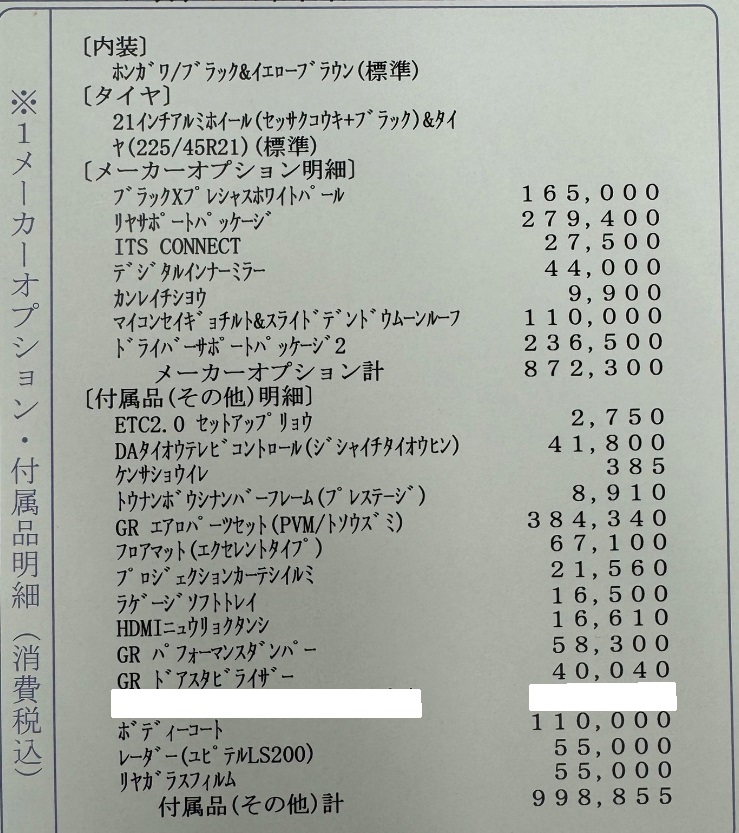 ※1メーカーオプション・付属品明細 (消費税込)
〔内装〕
ホンガワ/ブラック&イエローブラウン(標準)
〔タイヤ〕
21インチアルミホイール(セッサクコウキ+ブラック)&タイ
ヤ(225/45R21)(標準)
〔メーカーオプション明細〕
ブラックXプレシャスホワイトパール 165,000
リヤサポートパッケージ 279,400
ITS CONNECT 27,500
デジタルインナーミラー 44,000
カンレイチショウ 9,900
マイコンセイギョチルト&スライドデンドウムーンルーフ 110,000
ドライバーサポートパッケージ2 236,500
メーカーオプション計 872,300
〔付属品(その他)明細〕
ETC2.0 セットアップリョウ 2,750
DAタイオウテレビコントロール(ジシャイチタイオウヒン) 41,800
ケンサショウイレ 385
トウナンボウシナンバーフレーム(プレステージ) 8,910
GR エアロパーツセット(PVM/トソウズミ) 384,340
フロアマット(エクセレントタイプ) 67,100
プロジェクションカーテシイルミ 21,560
ラゲージソフトトレイ 16,500
HDMIニュウリョクタンシ 16,610
GR パフォーマンスダンパー 58,300
GR ドアスタビライザー 40,040
ボディーコート 110,000
レーダー(ユピテルLS200) 55,000
リヤガラスフィルム 55,000
付属品(その他)計 998,855